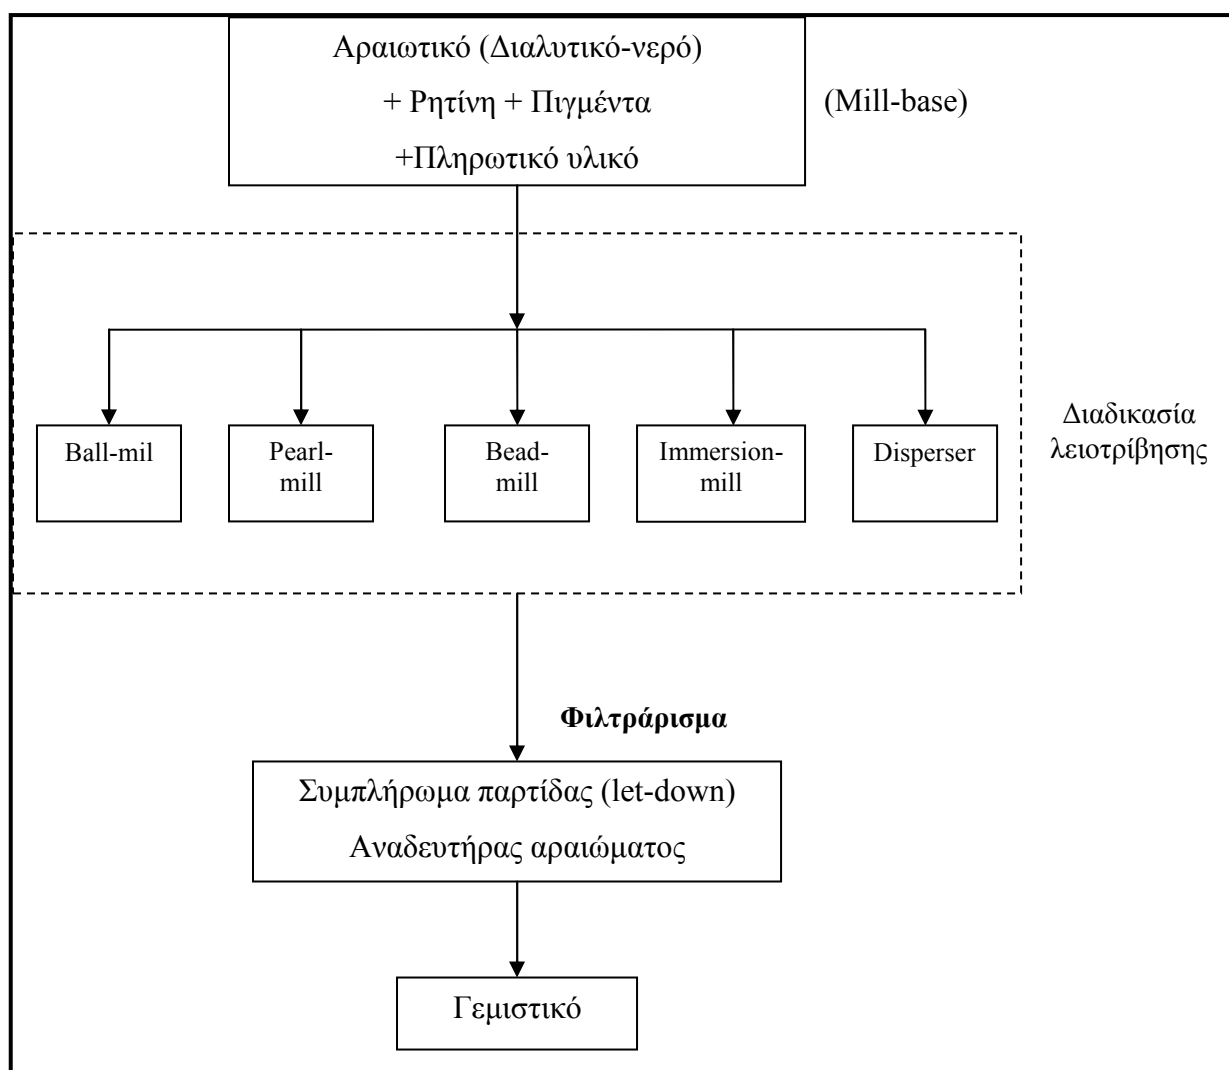 Αραιωτικό (Διαλυτικό-νερό)
+ Ρητίνη + Πιγμέντα
+Πληρωτικό υλικό
(Mill-base)
Ball-mil
Pearl-
mill
Bead-
mill
Immersion-
mill
Disperser
Διαδικασία
λειοτρίβησης
Φιλτράρισμα
Συμπλήρωμα παρτίδας (let-down)
Αναδευτήρας αραιώματος
Γεμιστικό